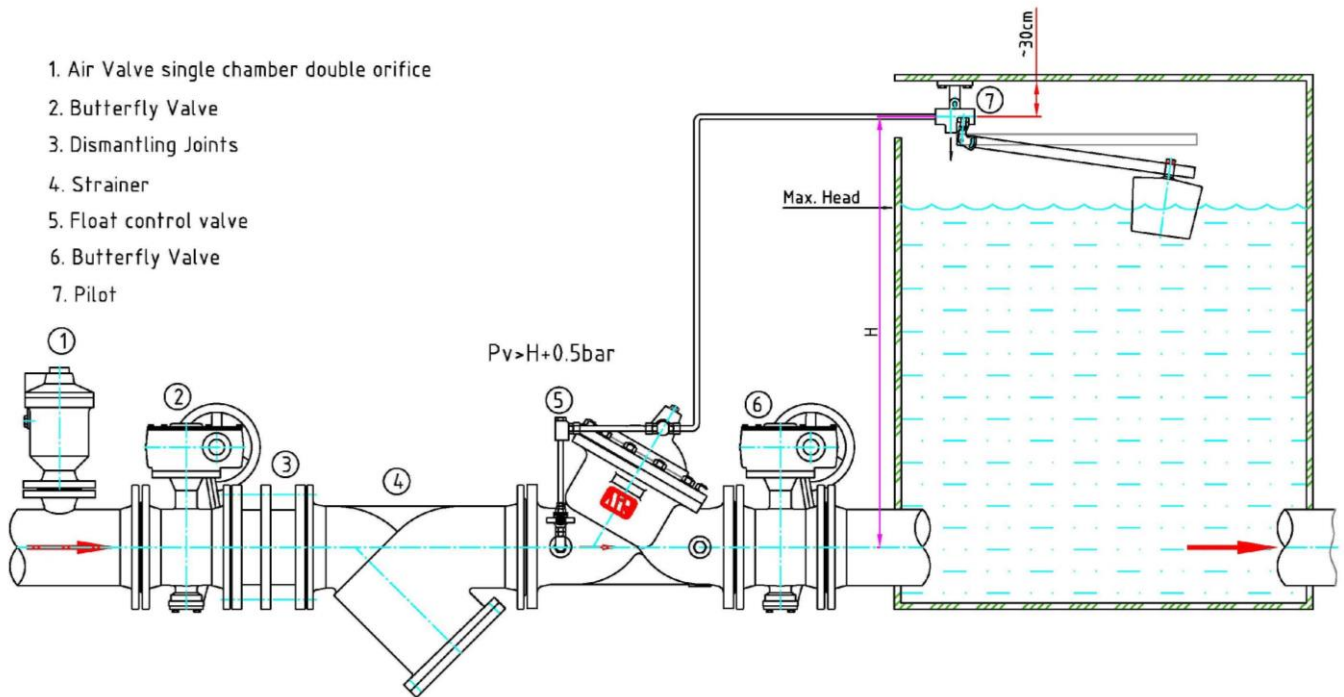 1. Air Valve single chamber double orifice
2. Butterfly Valve
3. Dismantling Joints
4. Strainer
5. Float control valve
6. Butterfly Valve
7. Pilot
~30cm
7
Max. Head
H
Pv>H+0.5bar
1
2
3
4
5
6